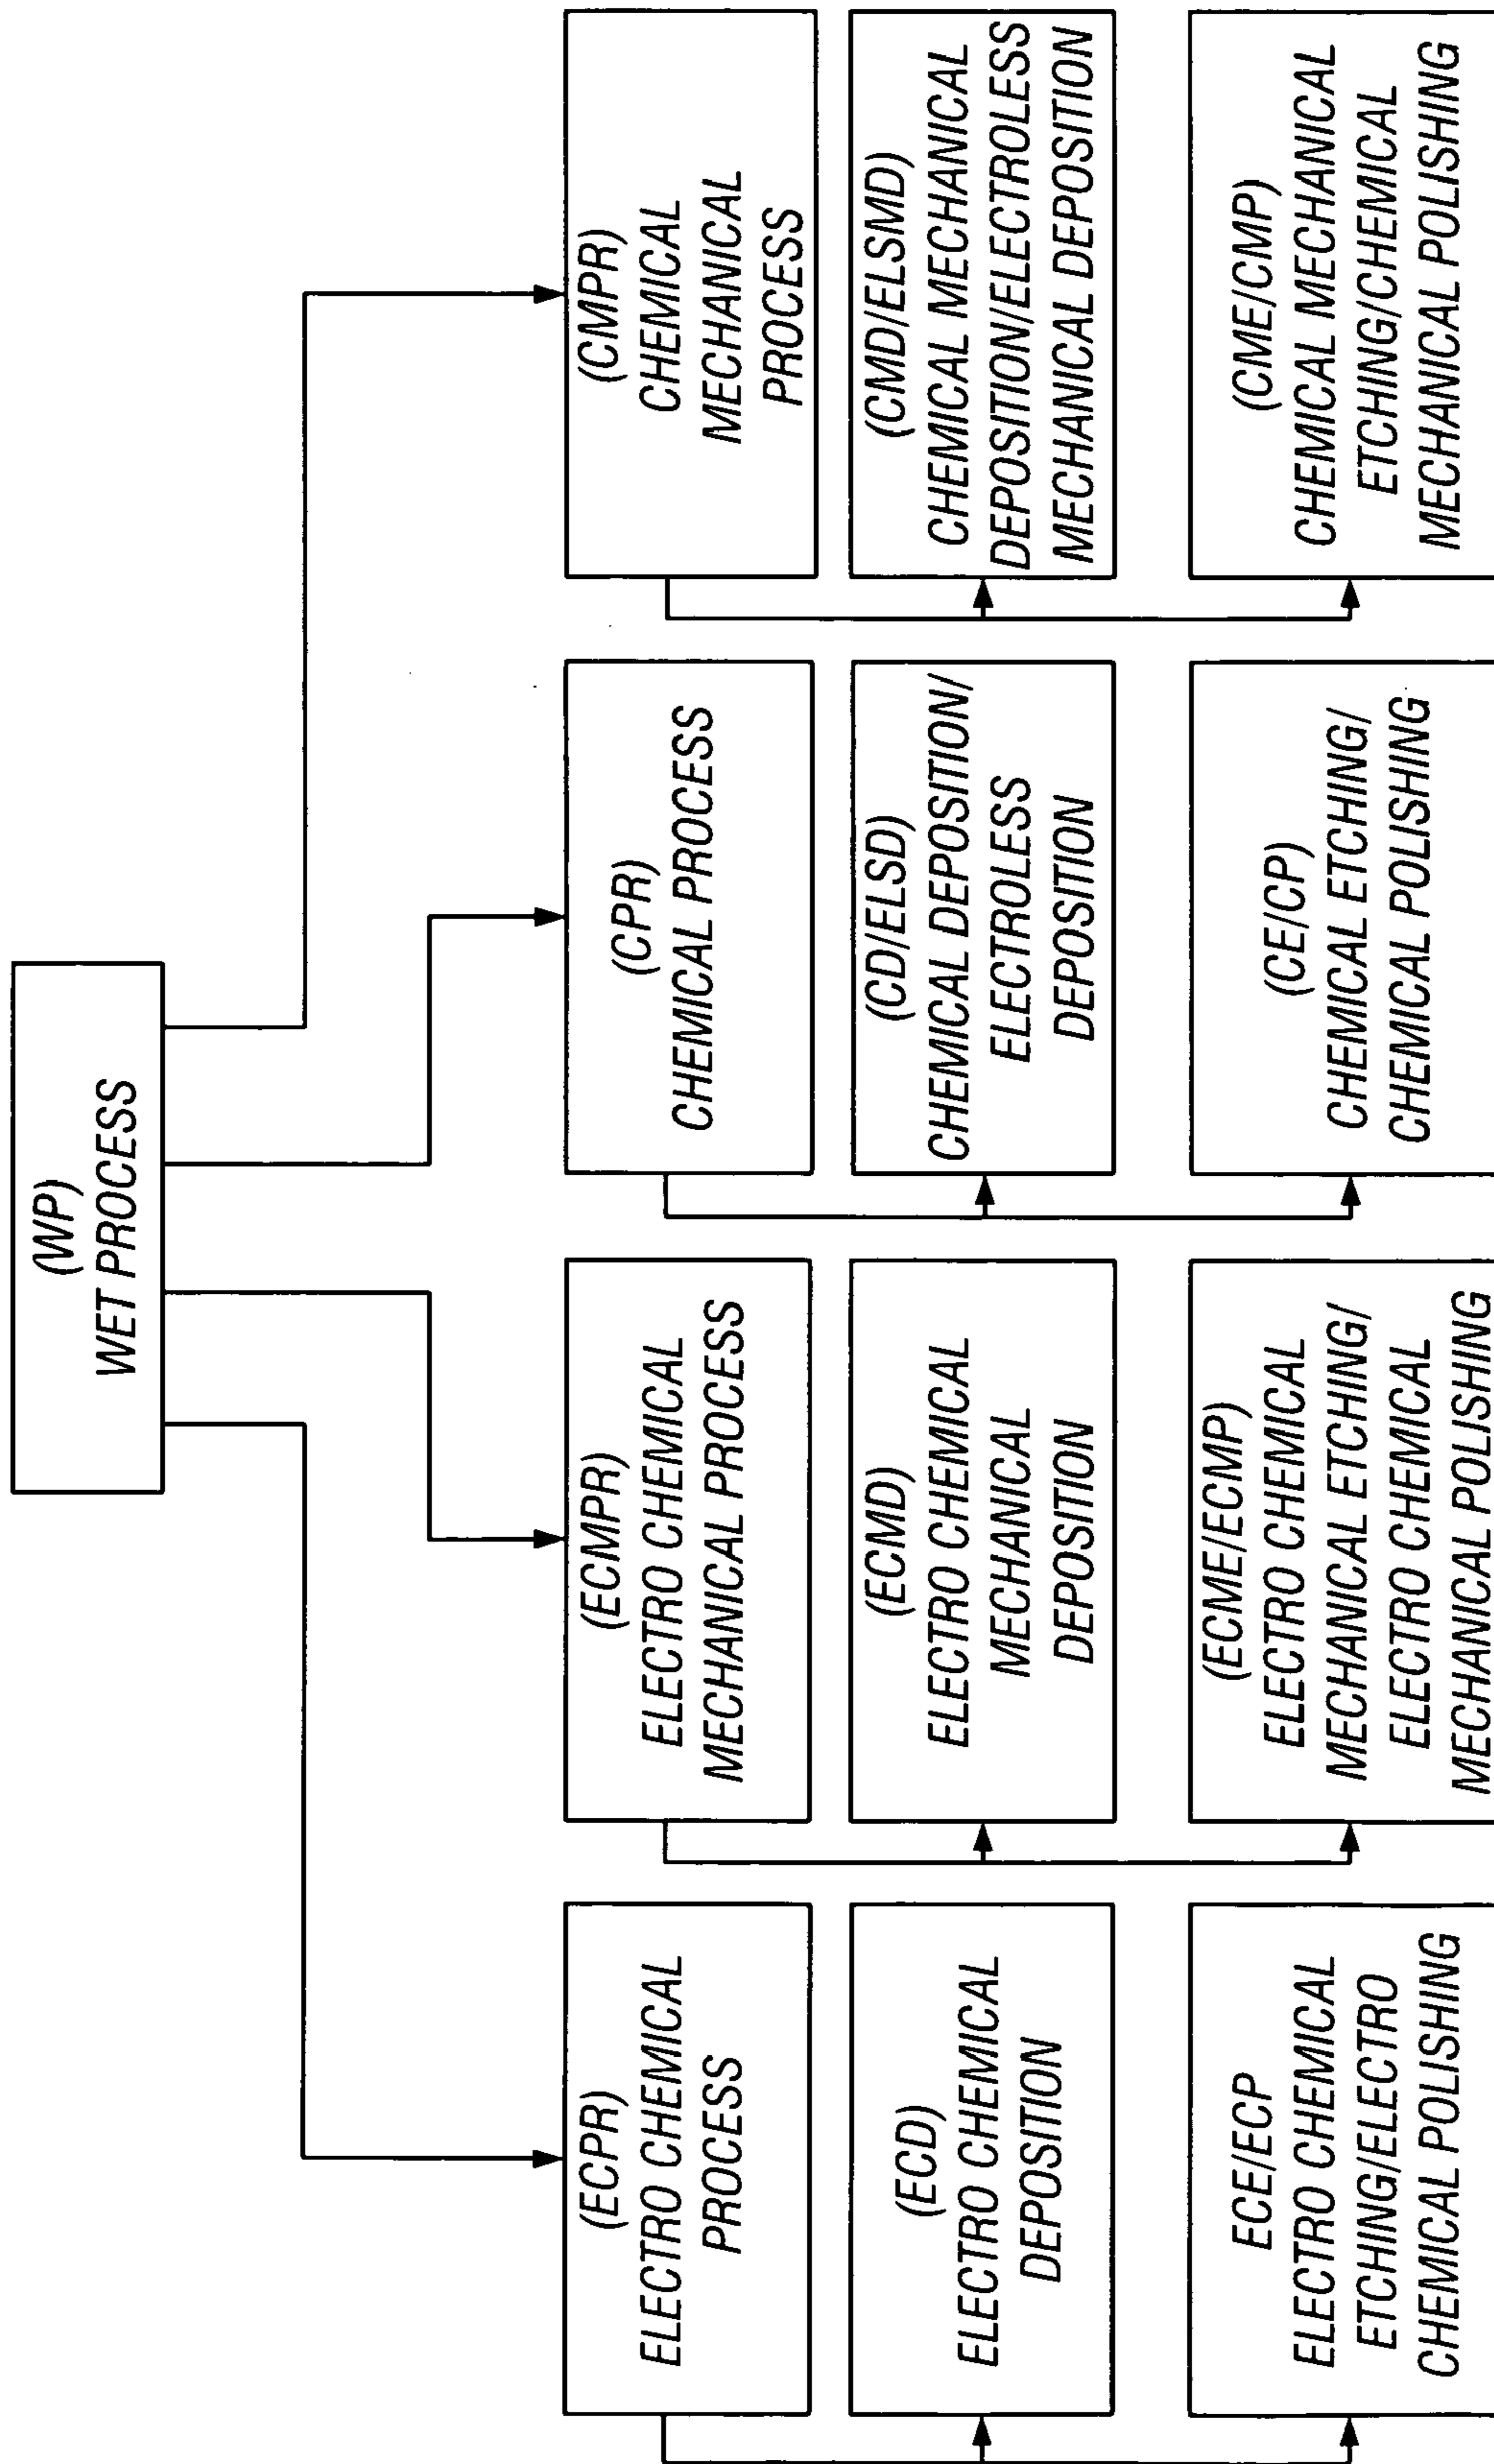 (WP)
WET PROCESS
(ECPR)
ELECTRO CHEMICAL
PROCESS
(ECD)
ELECTRO CHEMICAL
DEPOSITION
ECE/ECP
ELECTRO CHEMICAL
ETCHING/ELECTRO
CHEMICAL POLISHING
(ECMPR)
ELECTRO CHEMICAL
MECHANICAL PROCESS
(ECMD)
ELECTRO CHEMICAL
MECHANICAL
DEPOSITION
(ECME/ECMP)
ELECTRO CHEMICAL
MECHANICAL ETCHING/
ELECTRO CHEMICAL
MECHANICAL POLISHING
(CPR)
CHEMICAL PROCESS
(CD/ELSD)
CHEMICAL DEPOSITION/
ELECTROLESS
DEPOSITION
(CE/CP)
CHEMICAL ETCHING/
CHEMICAL POLISHING
(CMPR)
CHEMICAL
MECHANICAL
PROCESS
(CMD/ELSMD)
CHEMICAL MECHANICAL
DEPOSITION/ELECTROLESS
MECHANICAL DEPOSITION
(CME/CMP)
CHEMICAL MECHANICAL
ETCHING/CHEMICAL
MECHANICAL POLISHING